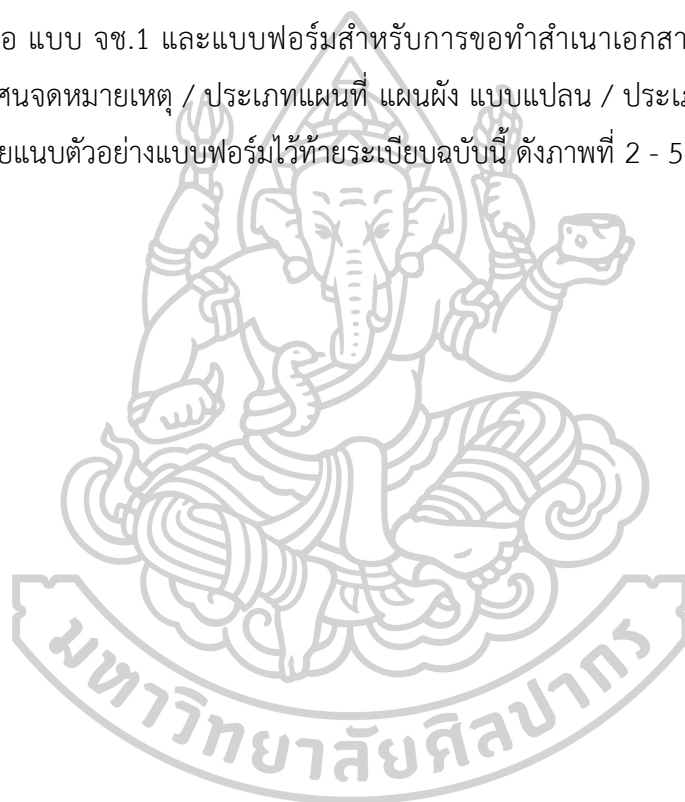 อ แบบ จช.1 และแบบฟอร์มสำหรับการขอทำสำเนาเอกสา
ศนจดหมายเหตุ / ประเภทแผนที่ แผนผัง แบบแปลน / ประเภ
ยแนบตัวอย่างแบบฟอร์มไว้ท้ายระเบียบฉบับนี้ ดังภาพที่ 2 - 5
มหาวิทยาลัยศิลปากร